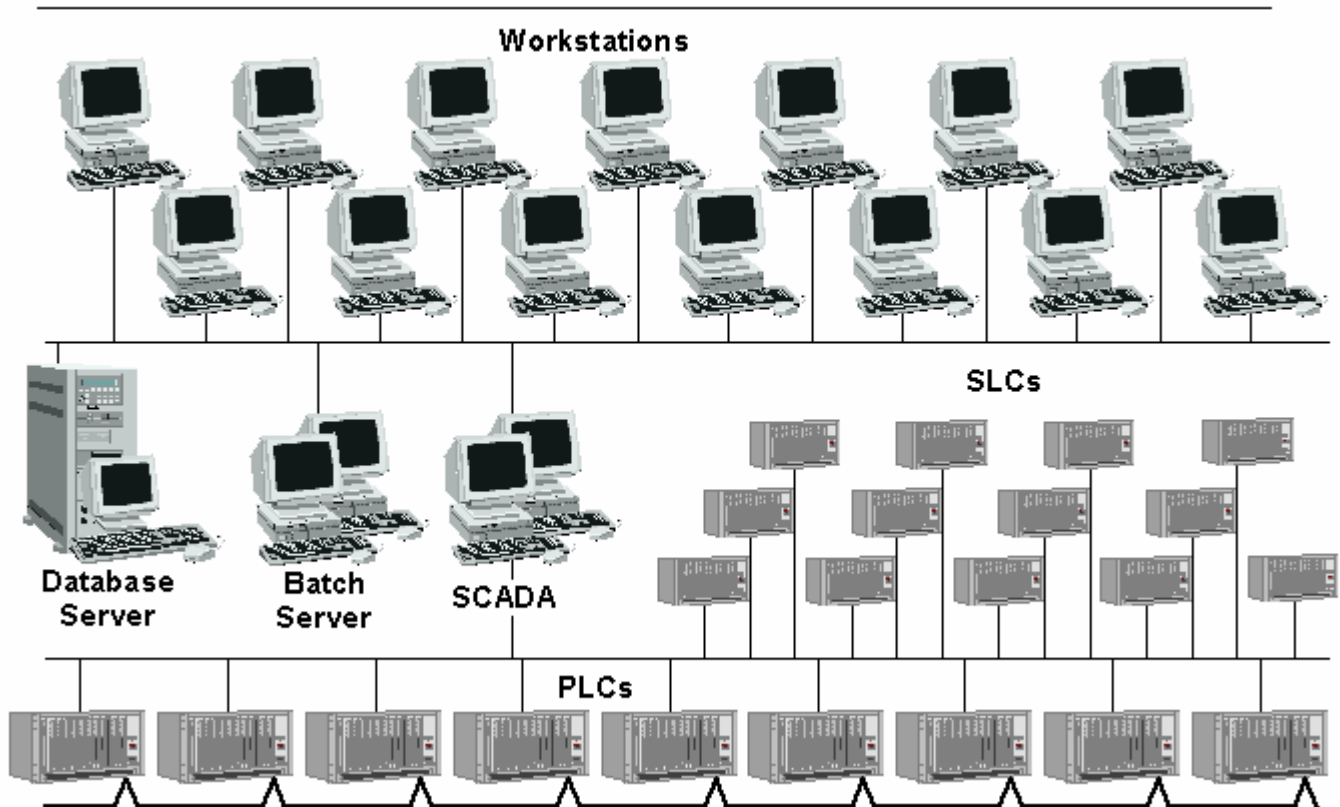 Workstations
SLCs
Database
Server
Batch
Server
SCADA
PLCs